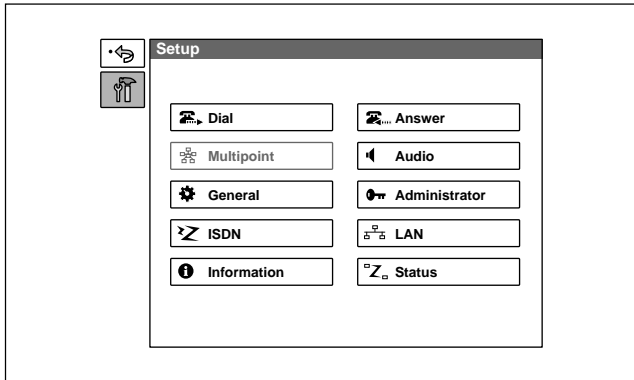 Setup
Dial
Answer
Multipoint
Audio
General
Administrator
ISDN
LAN
Information
Status